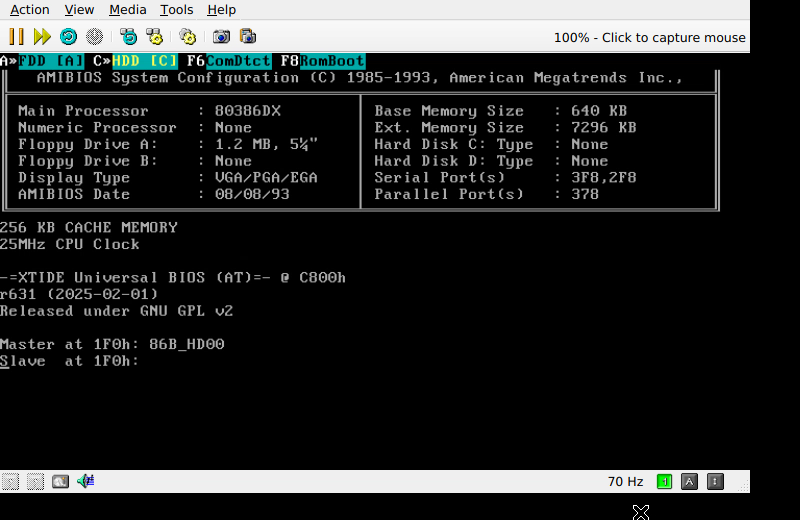 Action View Media Tools Help
100% - Click to capture mouse
A»FDD [A] C»HDD [C] F6ComDtct F8RomBoot
AMIBIOS System Configuration (C) 1985-1993, American Megatrends Inc.,
Main Processor : 80386DX Base Memory Size : 640 KB
Numeric Processor : None Ext. Memory Size : 7296 KB
Floppy Drive A: : 1.2 MB, 5¼" Hard Disk C: Type : None
Floppy Drive B: : None Hard Disk D: Type : None
Display Type : VGA/PGA/EGA Serial Port(s) : 3F8,2F8
AMIBIOS Date : 08/08/93 Parallel Port(s) : 378
256 KB CACHE MEMORY
25MHz CPU Clock
-=XTIDE Universal BIOS (AT)=- @ C800h
r631 (2025-02-01)
Released under GNU GPL v2
Master at 1F0h: 86B_HD00
Slave at 1F0h:
70 Hz A